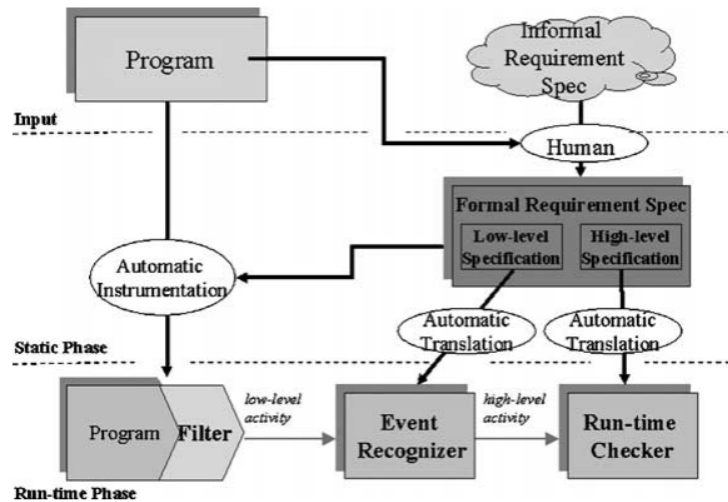 Program
Informal
Requirement
Spec
Input
Human
Formal Requirement Spec
Low-level
Specification
High-level
Specification
Automatic
Instrumentation
Automatic
Translation
Automatic
Translation
Static Phase
Program
Filter
low-level
activity
Event
Recognizer
high-level
activity
Run-time
Checker
Run-time Phase